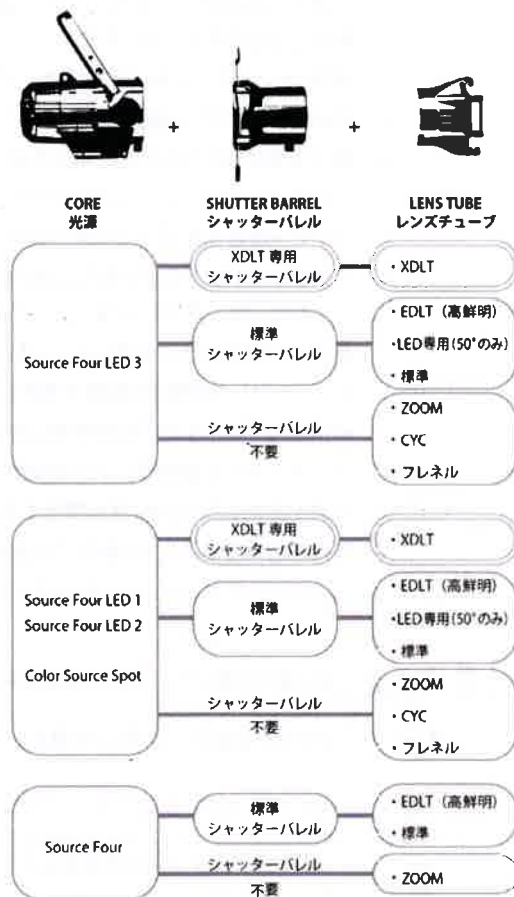 +
+
CORE
光源
SHUTTER BARREL
シャッターバレル
LENS TUBE
レンズチューブ
Source Four LED 3
XDLT 専用
シャッターバレル
・XDLT
標準
シャッターバレル
・EDLT（高鮮明）
・LED専用(50°のみ)
・標準
シャッターバレル
不要
・ZOOM
・CYC
・フレネル
Source Four LED 1
Source Four LED 2
Color Source Spot
XDLT 専用
シャッターバレル
・XDLT
標準
シャッターバレル
・EDLT（高鮮明）
・LED専用(50°のみ)
・標準
シャッターバレル
不要
・ZOOM
・CYC
・フレネル
Source Four
標準
シャッターバレル
・EDLT（高鮮明）
・標準
シャッターバレル
不要
・ZOOM